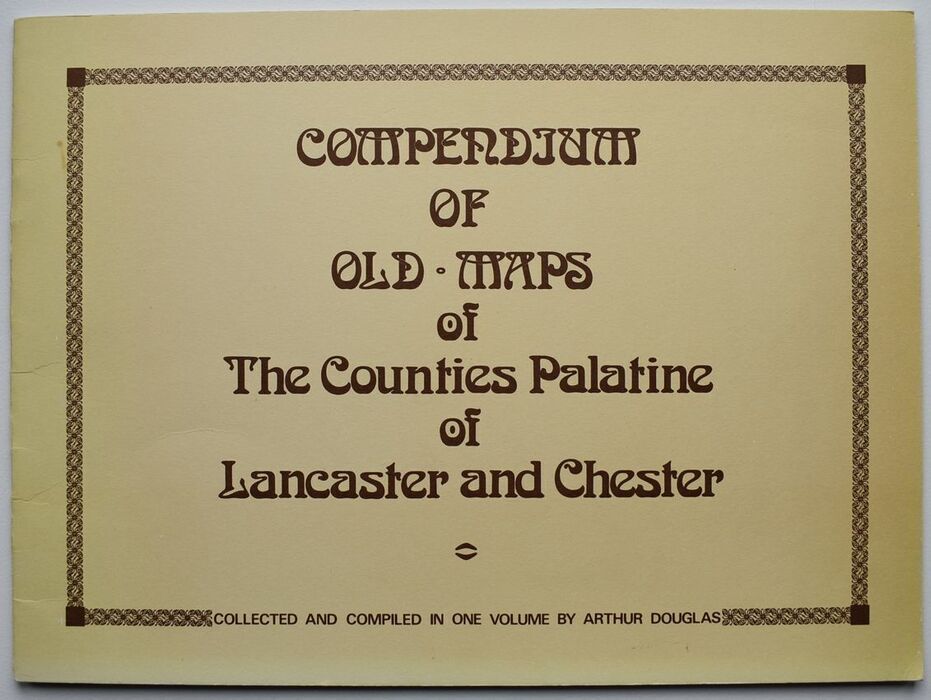 COMPENDIUM
OF
OLD · MAPS
of
The Counties Palatine
of
Lancaster and Chester
COLLECTED AND COMPILED IN ONE VOLUME BY ARTHUR DOUGLAS